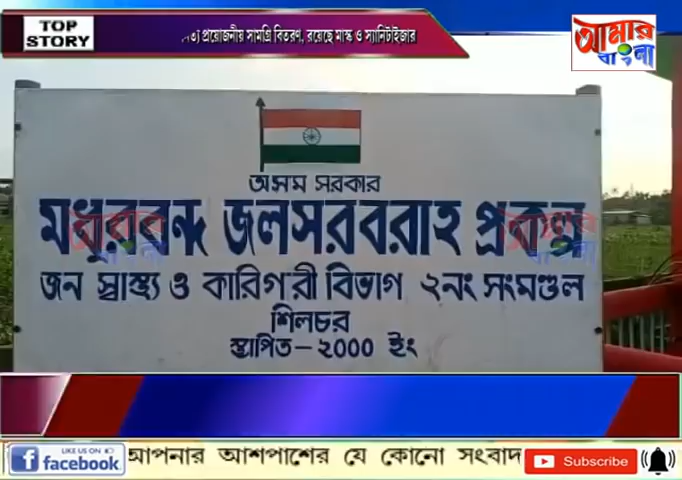 TOP STORY
ত্য প্রয়োজনীয় সামগ্রি বিতরণ, রয়েছে মাস্ক ও স্যানিটাইজার
আমার বাংলা
অসম সরকার
মধুরবন্দ জলসরবরাহ প্রকল্প
জন স্বাস্থ্য ও কারিগরী বিভাগ ২নং সংমণ্ডল
শিলচর
স্থাপিত – ২০০০ ইং
LIKE US ON
facebook.
আপনার আশপাশের যে কোনো সংবাদ
Subscribe